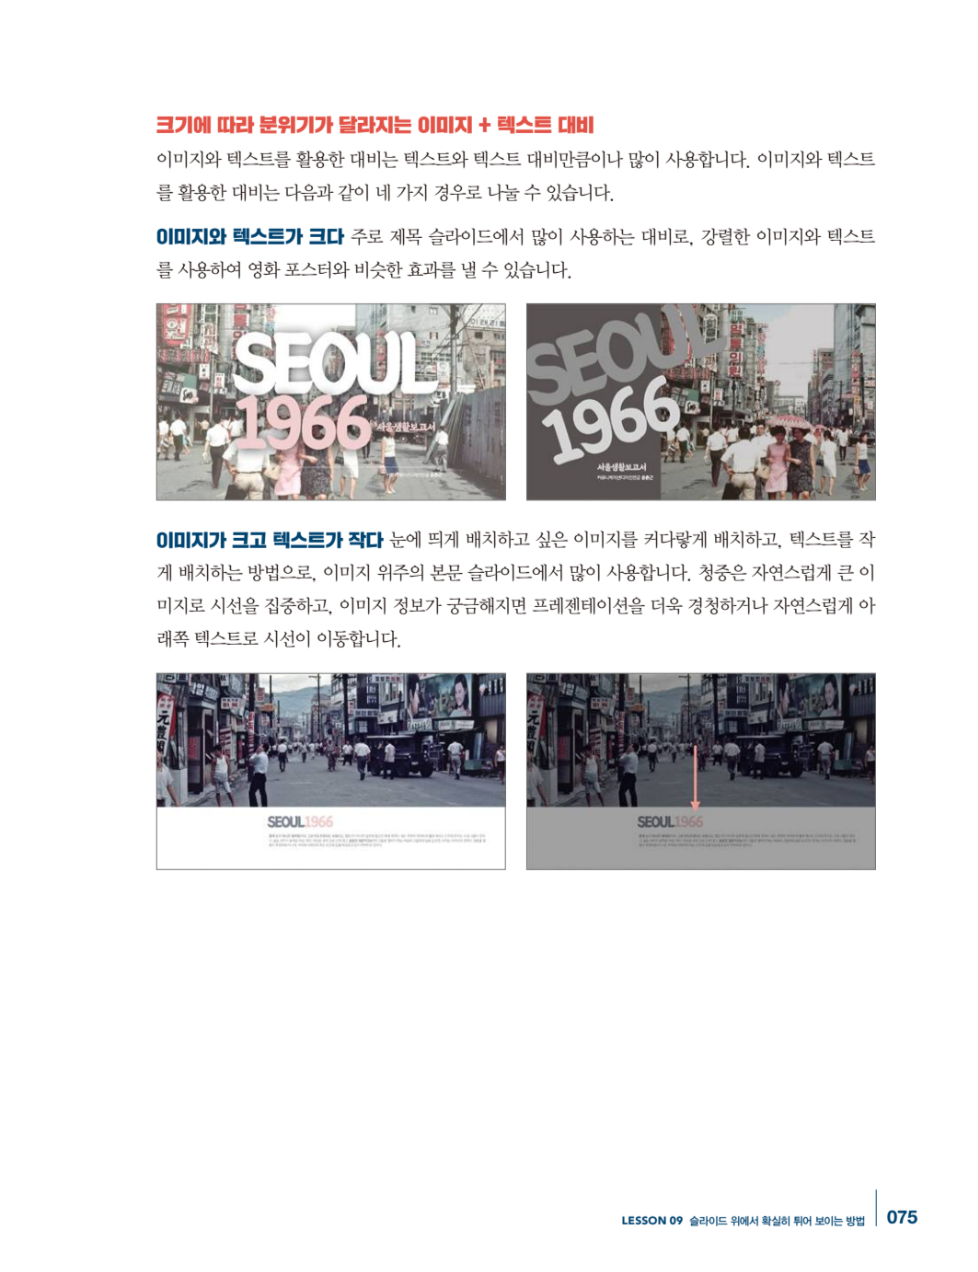 크기에 따라 분위기가 달라지는 이미지 + 텍스트 대비
이미지와 텍스트를 활용한 대비는 텍스트와 텍스트 대비만큼이나 많이 사용합니다. 이미지와 텍스트
를 활용한 대비는 다음과 같이 네 가지 경우로 나눌 수 있습니다.
이미지와 텍스트가 크다 주로 제목 슬라이드에서 많이 사용하는 대비로, 강렬한 이미지와 텍스트
를 사용하여 영화 포스터와 비슷한 효과를 낼 수 있습니다.
SEOUL
1966
서울생활보고서
SEOUL
1966
서울생활보고서
이미지가 크고 텍스트가 작다 눈에 띄게 배치하고 싶은 이미지를 커다랗게 배치하고, 텍스트를 작
게 배치하는 방법으로, 이미지 위주의 본문 슬라이드에서 많이 사용합니다. 청중은 자연스럽게 큰 이
미지로 시선을 집중하고, 이미지 정보가 궁금해지면 프레젠테이션을 더욱 경청하거나 자연스럽게 아
래쪽 텍스트로 시선이 이동합니다.
SEOUL1966
SEOUL1966
LESSON 09 슬라이드 위에서 확실히 튀어 보이는 방법
075